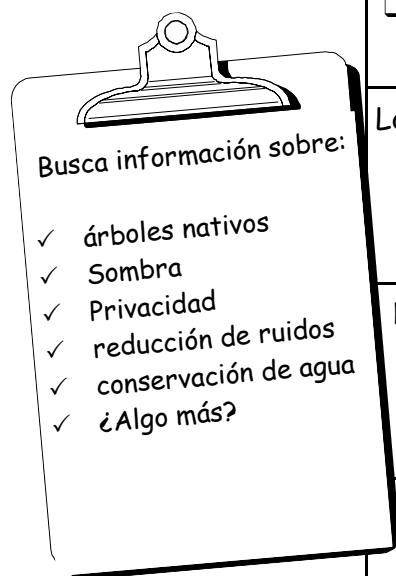 Busca información sobre:
✓ árboles nativos
✓ Sombra
✓ Privacidad
✓ reducción de ruidos
✓ conservación de agua
✓ ¿Algo más?